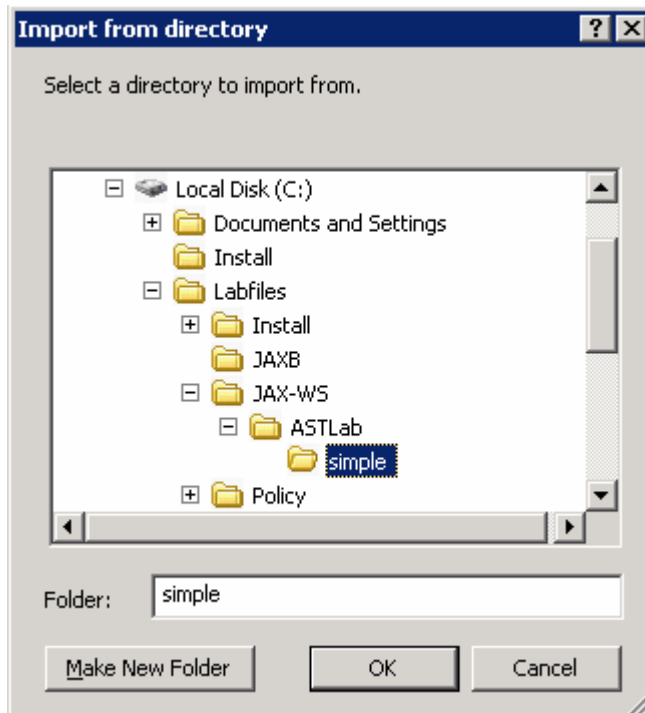 Import from directory
Select a directory to import from.
Local Disk (C:)
Documents and Settings
Install
Labfiles
Install
JAXB
JAX-WS
ASTLab
simple
Policy
Folder: simple
Make New Folder OK Cancel